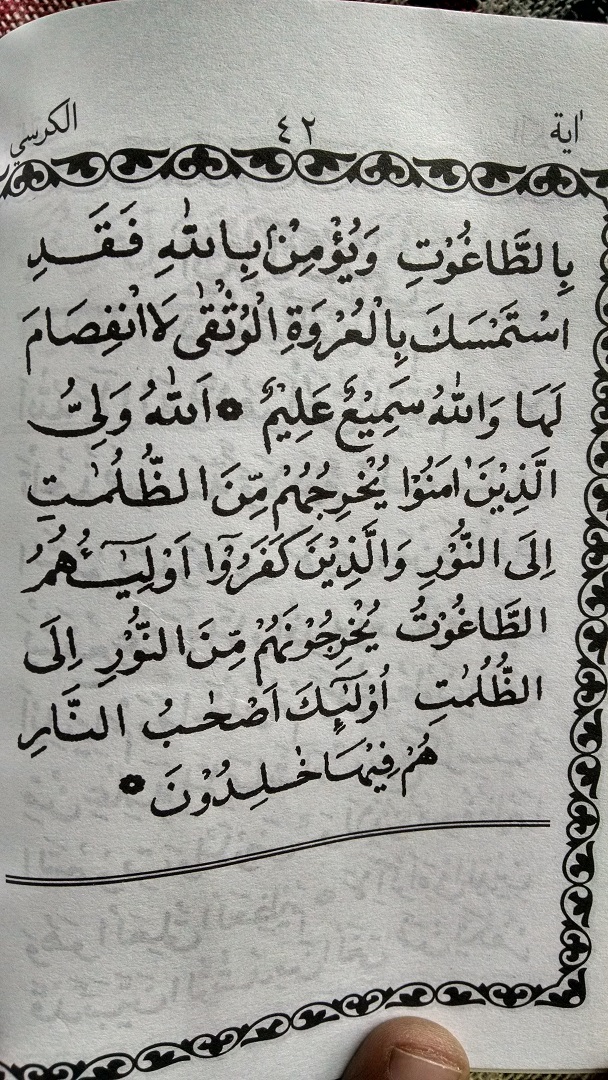 اٰية ٤٢ الكرسي
بِالطَّاغُوْتِ وَيُؤْمِنْۢ بِاللّٰهِ فَقَدِ
اسْتَمْسَكَ بِالْعُرْوَةِ الْوُثْقٰى لَا انْفِصَامَ
لَهَا وَاللّٰهُ سَمِيْعٌ عَلِيْمٌ * اَللّٰهُ وَلِىُّ
الَّذِيْنَ اٰمَنُوْا يُخْرِجُهُمْ مِّنَ الظُّلُمٰتِ
اِلَى النُّوْرِ وَالَّذِيْنَ كَفَرُوْٓا اَوْلِيٰٓــُٔهُمُ
الطَّاغُوْتُ يُخْرِجُوْنَهُمْ مِّنَ النُّوْرِ اِلَى
الظُّلُمٰتِ اُوْلٰٓئِكَ اَصْحٰبُ النَّارِ
هُمْ فِيْهَا خٰلِدُوْنَ *